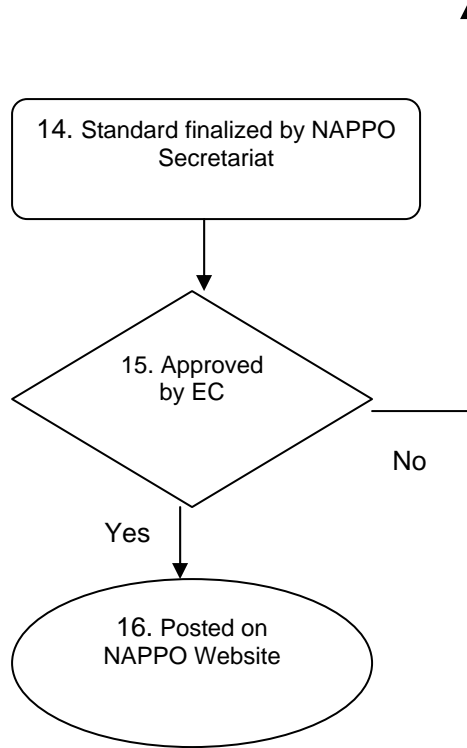 14. Standard finalized by NAPPO
Secretariat
15. Approved
by EC
No
Yes
16. Posted on
NAPPO Website